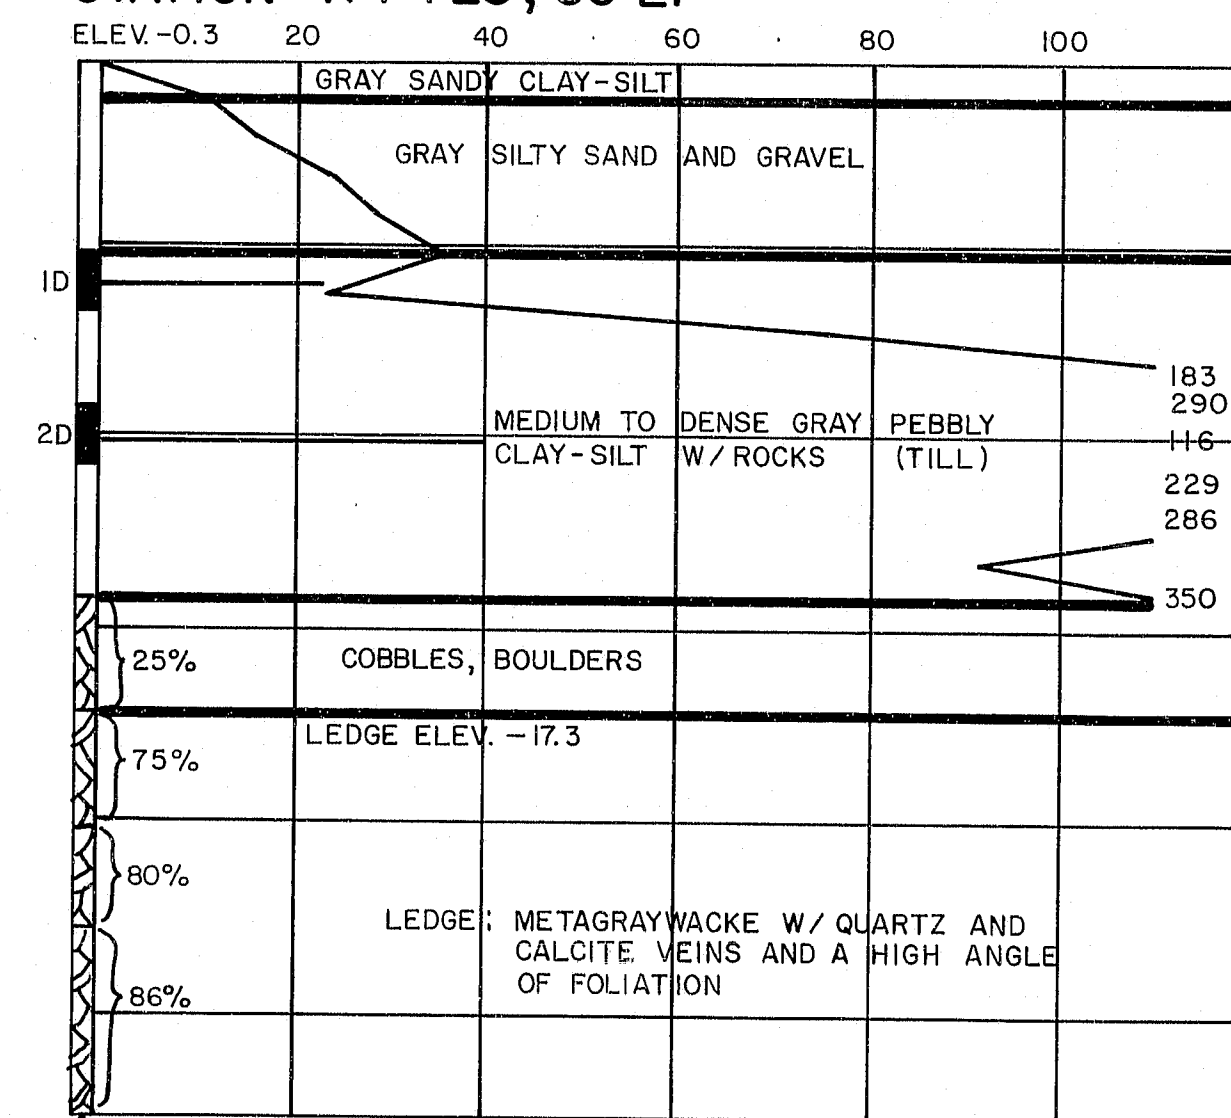 ELEV. -0.3 20 40 60 80 100
GRAY SANDY CLAY-SILT
GRAY SILTY SAND AND GRAVEL
1D
183
290
2D
MEDIUM TO DENSE GRAY PEBBLY
116
CLAY-SILT W/ROCKS (TILL)
229
286
350
25%
COBBLES, BOULDERS
LEDGE ELEV. -17.3
75%
80%
LEDGE: METAGRAYWACKE W/ QUARTZ AND
CALCITE VEINS AND A HIGH ANGLE
OF FOLIATION
86%